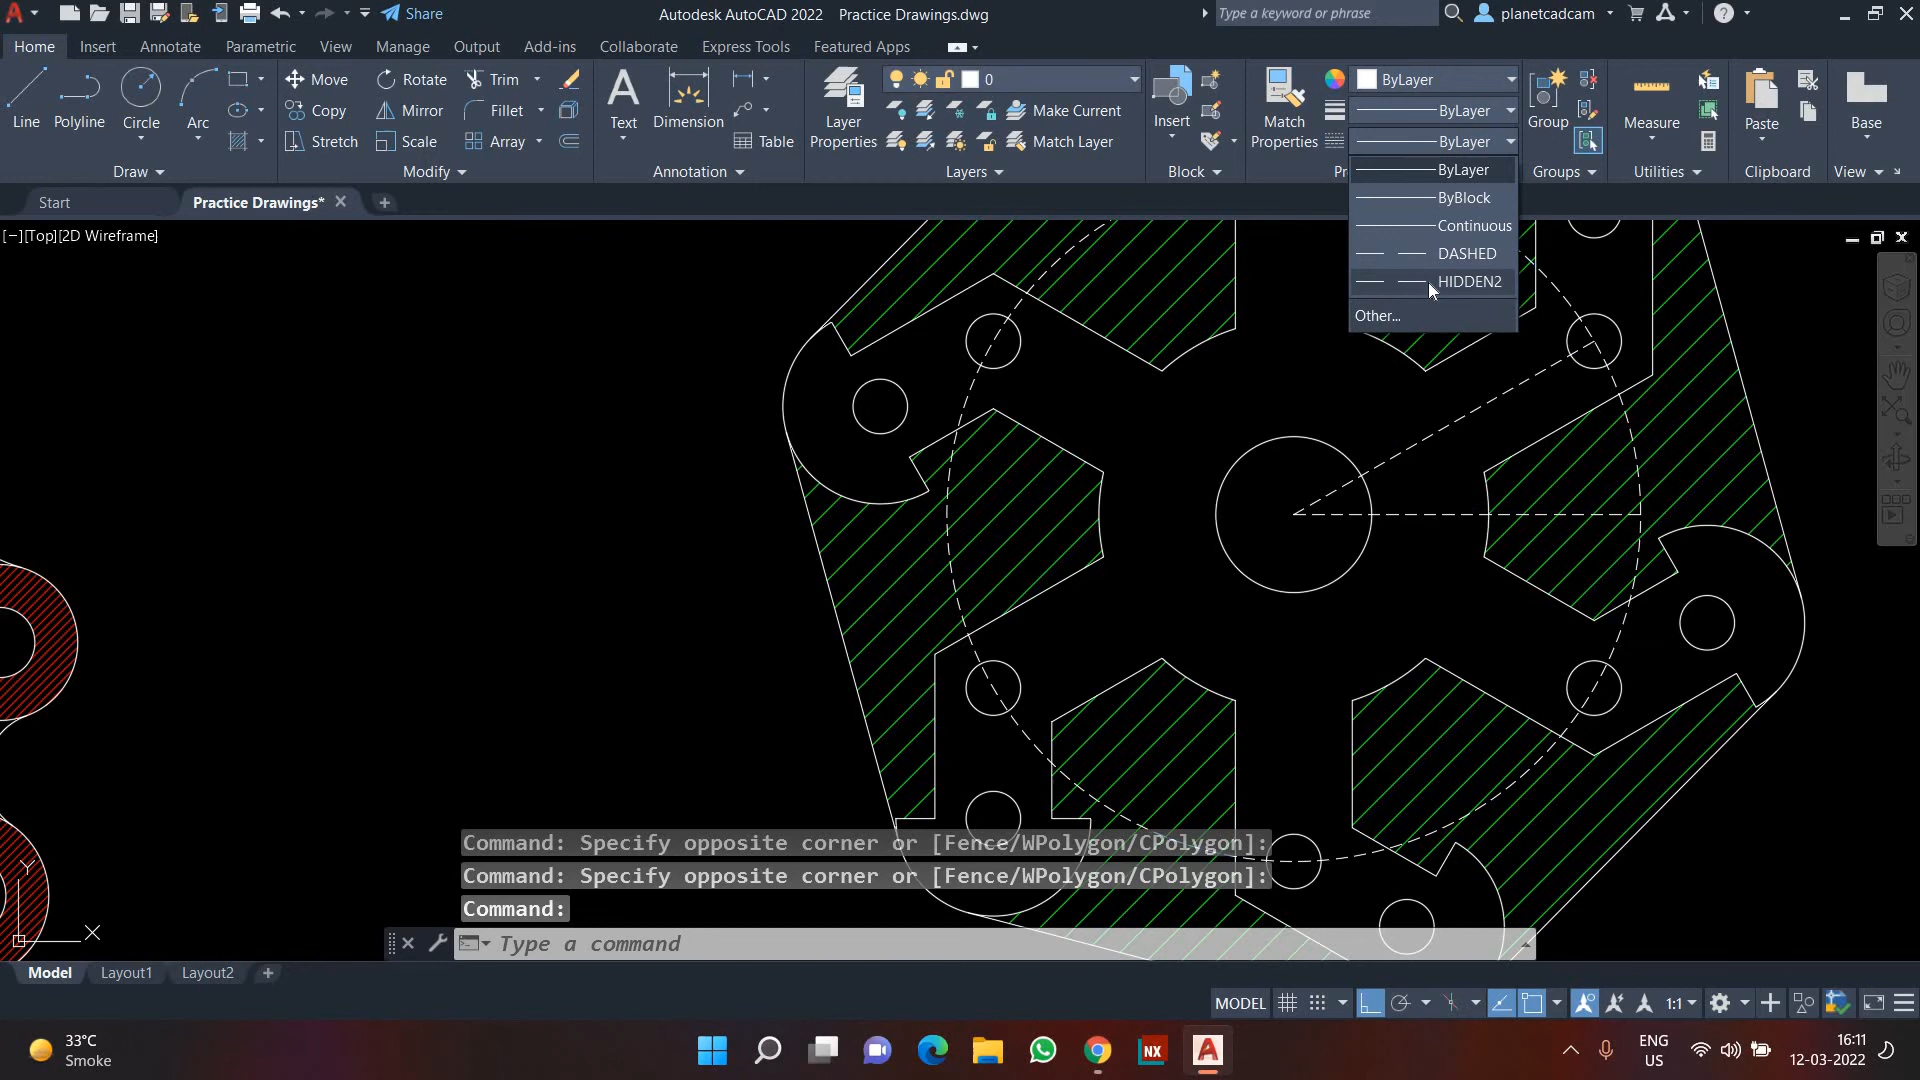 Share
Autodesk AutoCAD 2022 Practice Drawings.dwg
Type a keyword or phrase
planetcadcam
Home Insert Annotate Parametric View Manage Output Add-ins Collaborate Express Tools Featured Apps
Line
Polyline
Circle
Arc
Move Rotate Trim
Copy Mirror Fillet
Stretch Scale Array
Text
Dimension
Table
Layer
Properties
0
Make Current
Match Layer
Insert
Match
Properties
ByLayer
ByLayer
ByLayer
Group
Measure
Paste
Base
Draw Modify Annotation Layers Block Pr Groups Utilities Clipboard View
Start Practice Drawings*
[−][Top][2D Wireframe]
ByLayer
ByBlock
Continuous
DASHED
HIDDEN2
Other...
Command: Specify opposite corner or [Fence/WPolygon/CPolygon]:
Command: Specify opposite corner or [Fence/WPolygon/CPolygon]:
Command:
Type a command
Y
X
Model Layout1 Layout2
MODEL 1:1
33°C
Smoke
NX
ENG
US
16:11
12-03-2022